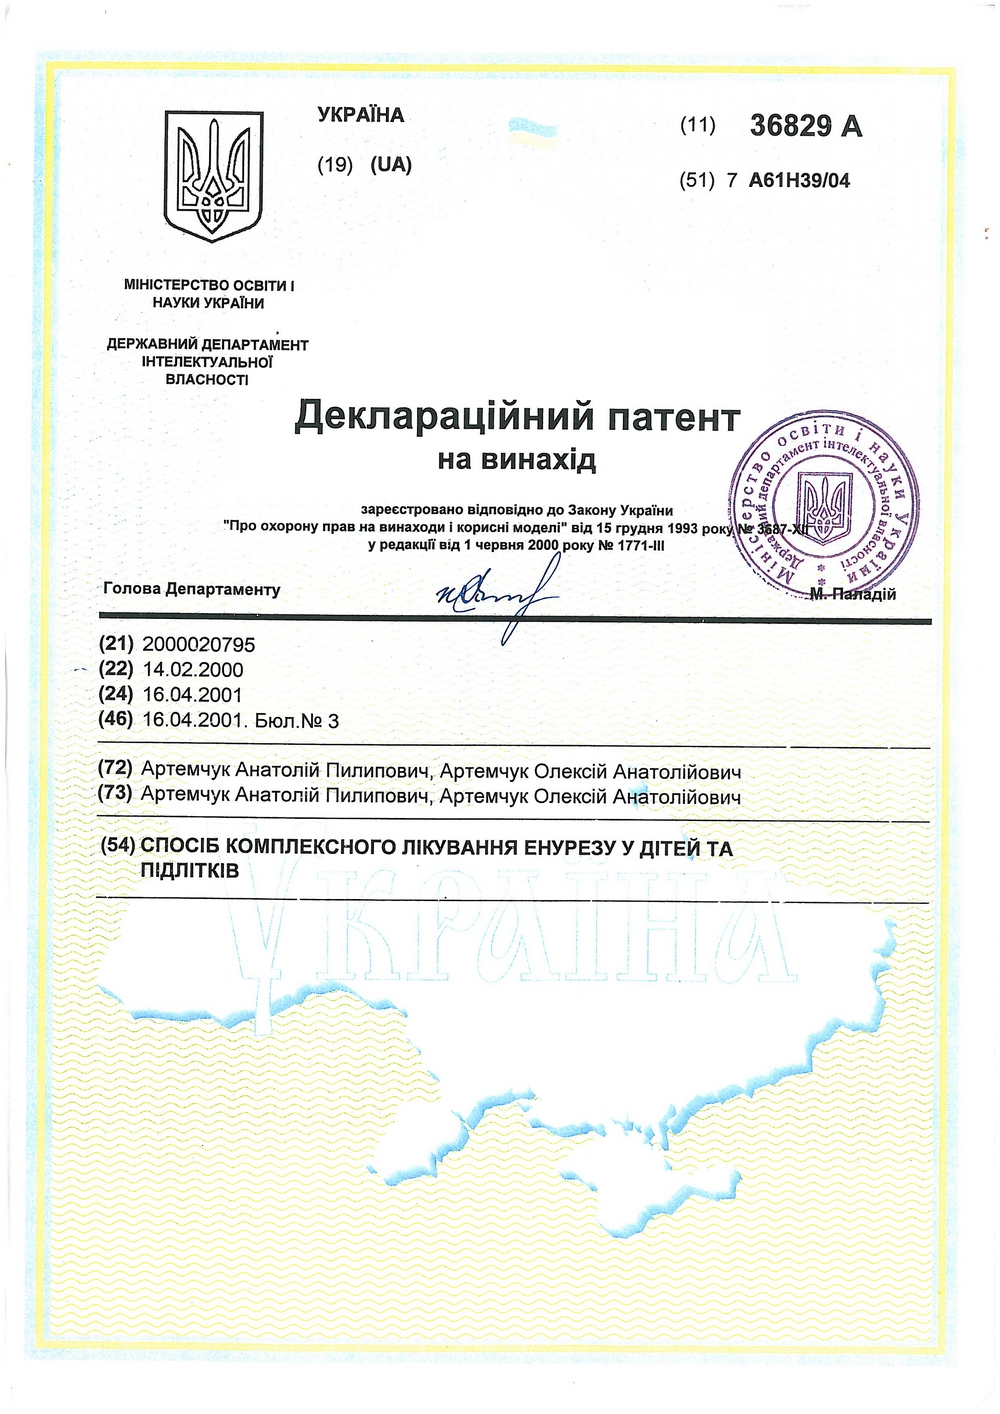 УКРАЇНА
(19) (UA)
(11) 36829 А
(51) 7 А61Н39/04
МІНІСТЕРСТВО ОСВІТИ І
НАУКИ УКРАЇНИ
ДЕРЖАВНИЙ ДЕПАРТАМЕНТ
ІНТЕЛЕКТУАЛЬНОЇ
ВЛАСНОСТІ
Деклараційний патент
на винахід
зареєстровано відповідно до Закону України
"Про охорону прав на винаходи і корисні моделі" від 15 грудня 1993 року № 3687-XII
у редакції від 1 червня 2000 року № 1771-III
Міністерство освіти і науки України
Державний департамент інтелектуальної власності
Голова Департаменту
М. Паладій
(21) 2000020795
(22) 14.02.2000
(24) 16.04.2001
(46) 16.04.2001. Бюл.№ 3
(72) Артемчук Анатолій Пилипович, Артемчук Олексій Анатолійович
(73) Артемчук Анатолій Пилипович, Артемчук Олексій Анатолійович
(54) СПОСІБ КОМПЛЕКСНОГО ЛІКУВАННЯ ЕНУРЕЗУ У ДІТЕЙ ТА
ПІДЛІТКІВ
УКРАЇНА